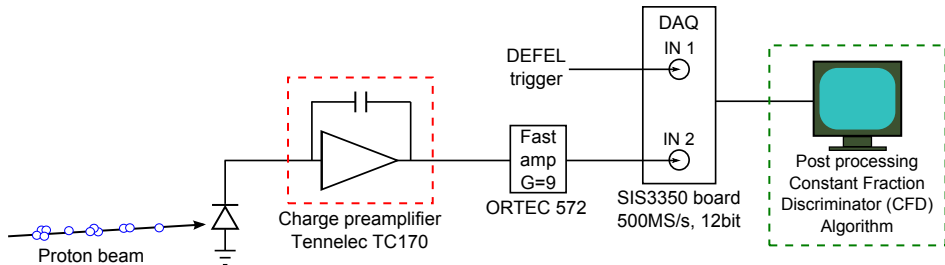 Proton beam
Charge preamplifier
Tennelec TC170
Fast
amp
G=9
ORTEC 572
DEFEL
trigger
DAQ
IN 1
IN 2
SIS3350 board
500MS/s, 12bit
Post processing
Constant Fraction
Discriminator (CFD)
Algorithm